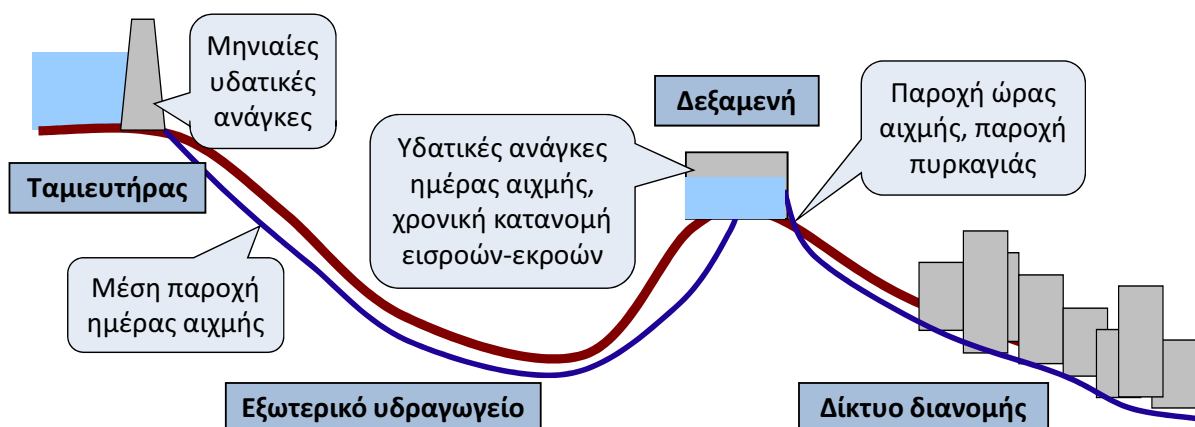 Μηνιαίες
υδατικές
ανάγκες
Ταμιευτήρας
Μέση παροχή
ημέρας αιχμής
Εξωτερικό υδραγωγείο
Υδατικές ανάγκες
ημέρας αιχμής,
χρονική κατανομή
εισροών-εκροών
Δεξαμενή
Παροχή ώρας
αιχμής, παροχή
πυρκαγιάς
Δίκτυο διανομής